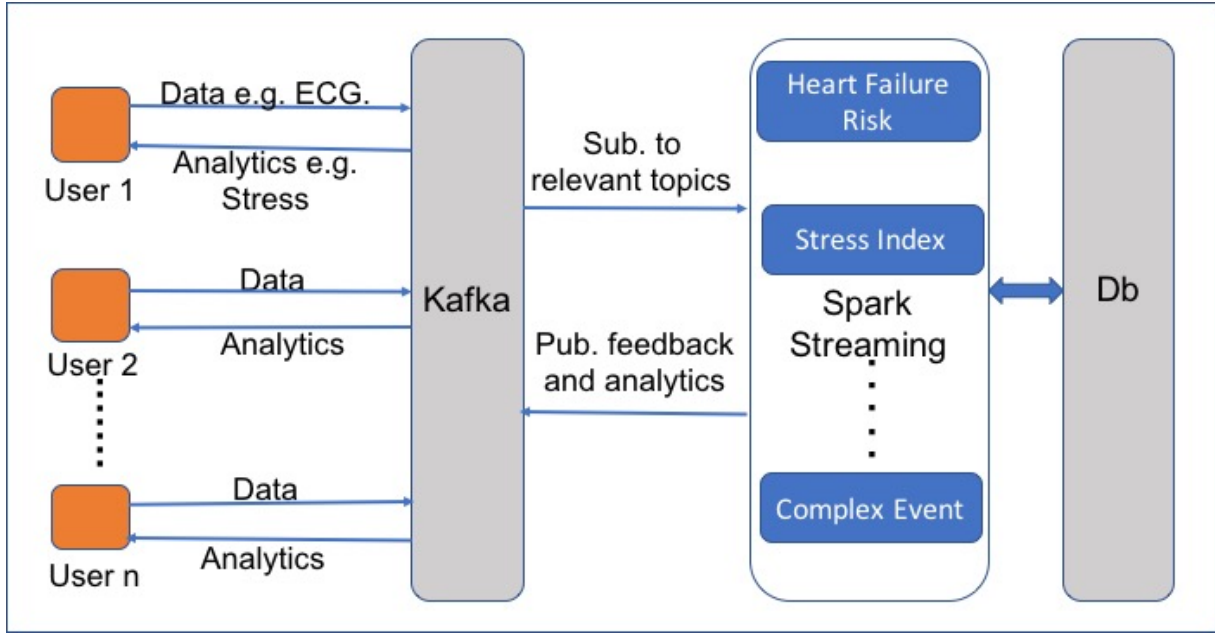 Data e.g. ECG.
Analytics e.g.
Stress
User 1
Data
Analytics
User 2
Data
Analytics
User n
Kafka
Sub. to
relevant topics
Pub. feedback
and analytics
Heart Failure
Risk
Stress Index
Spark
Streaming
Complex Event
Db